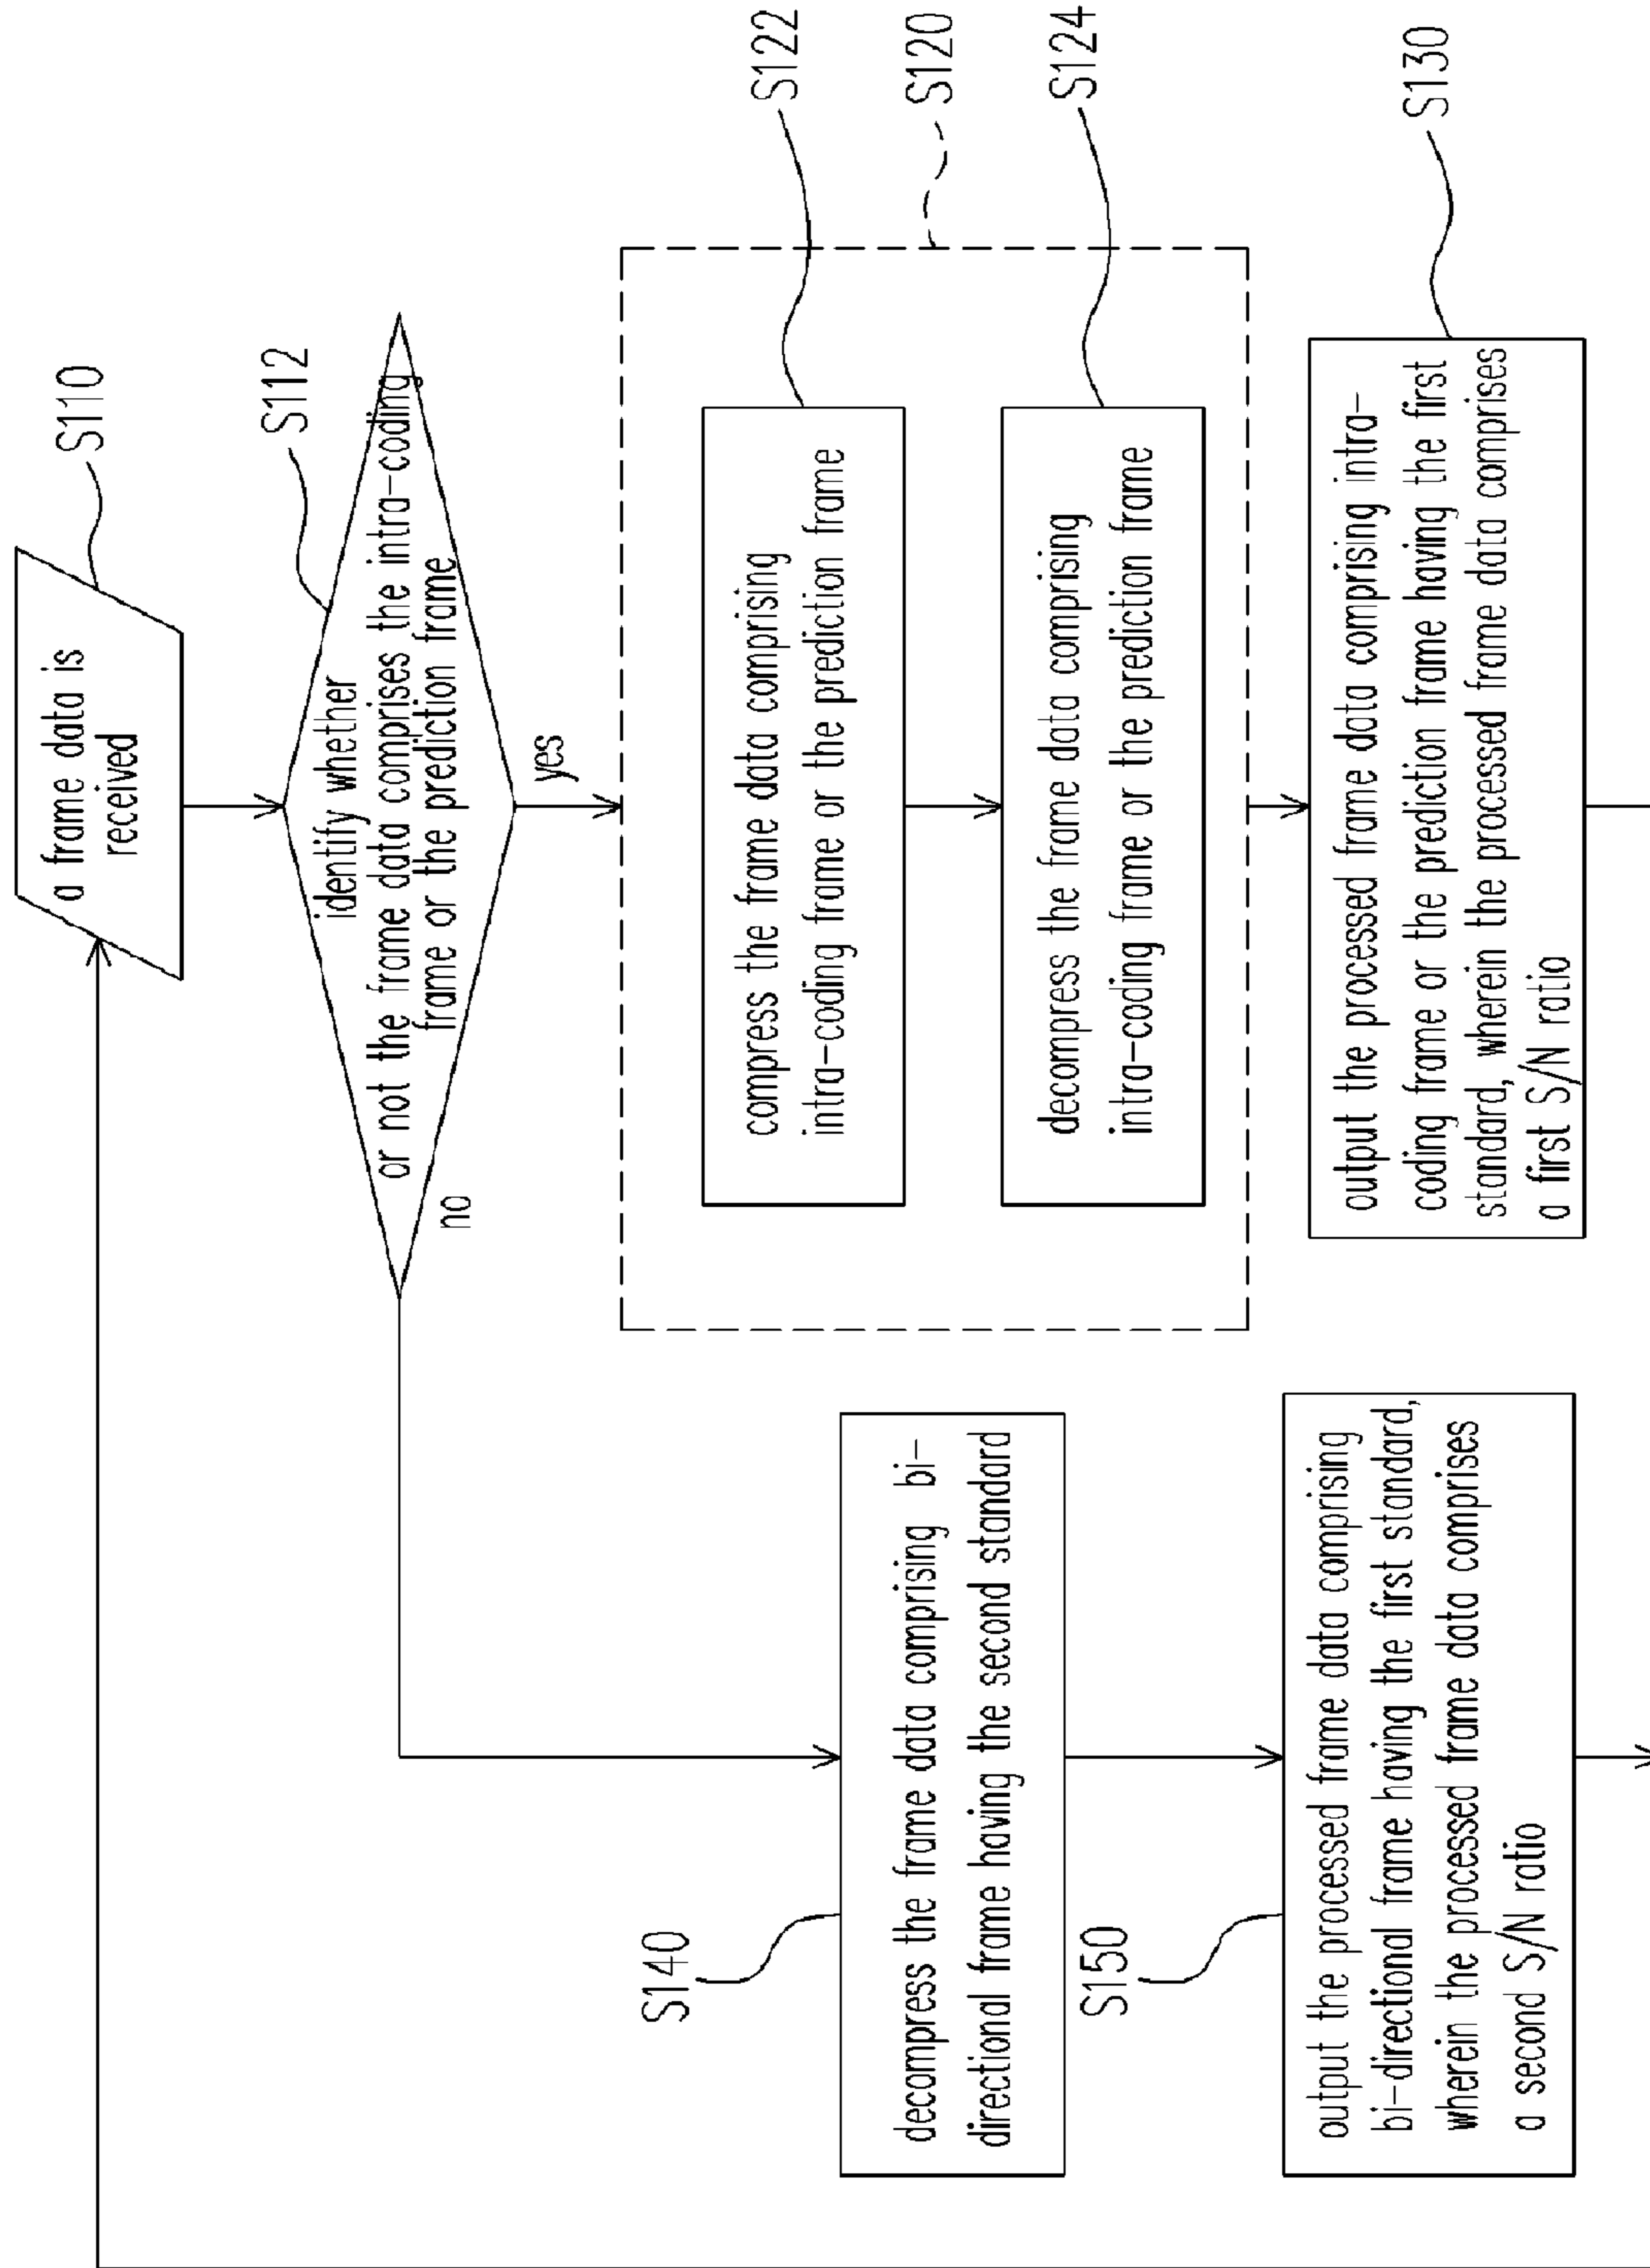 a frame data is
received
S110
identify whether
or not the frame data comprises the intra-coding
frame or the prediction frame
S112
yes
no
compress the frame data comprising
intra-coding frame or the prediction frame
S122
S120
decompress the frame data comprising
intra-coding frame or the prediction frame
S124
output the processed frame data comprising intra-
coding frame or the prediction frame having the first
standard, wherein the processed frame data comprises
a first S/N ratio
S130
S140
decompress the frame data comprising bi-
directional frame having the second standard
S150
output the processed frame data comprising
bi-directional frame having the first standard,
wherein the processed frame data comprises
a second S/N ratio